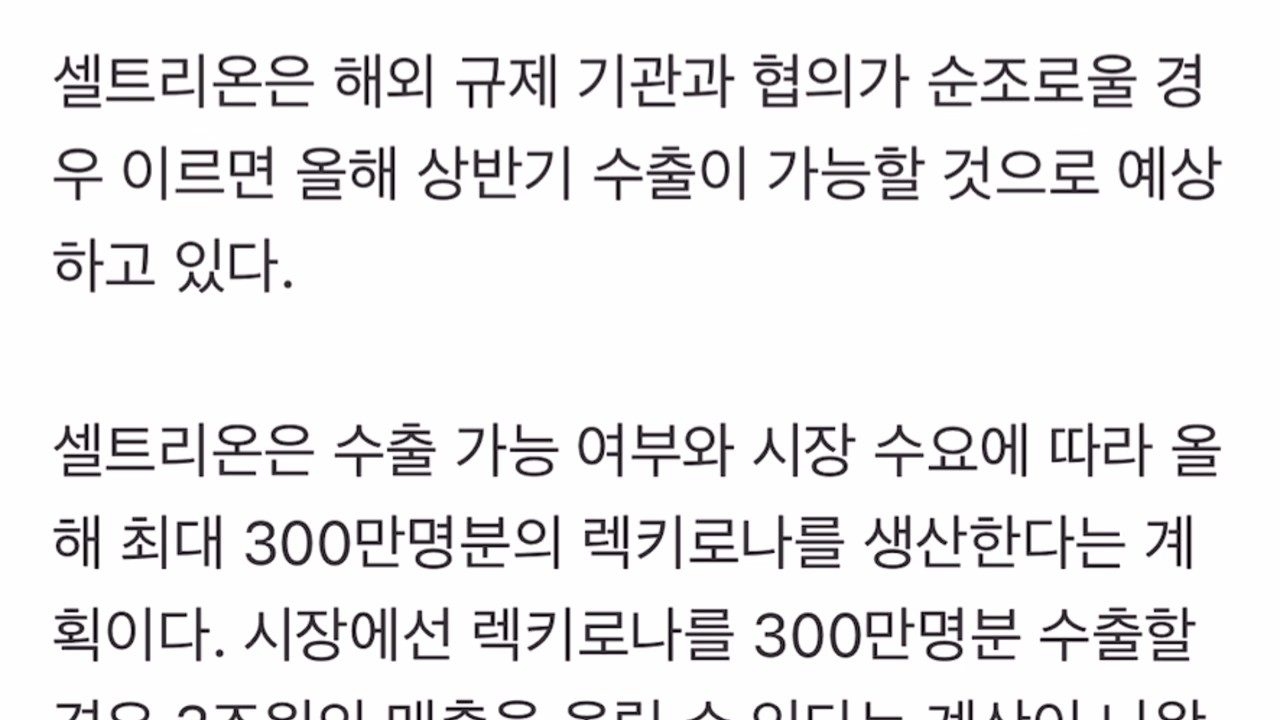 셀트리온은 해외 규제 기관과 협의가 순조로울 경
우 이르면 올해 상반기 수출이 가능할 것으로 예상
하고 있다.
셀트리온은 수출 가능 여부와 시장 수요에 따라 올
해 최대 300만명분의 렉키로나를 생산한다는 계
획이다. 시장에선 렉키로나를 300만명분 수출할